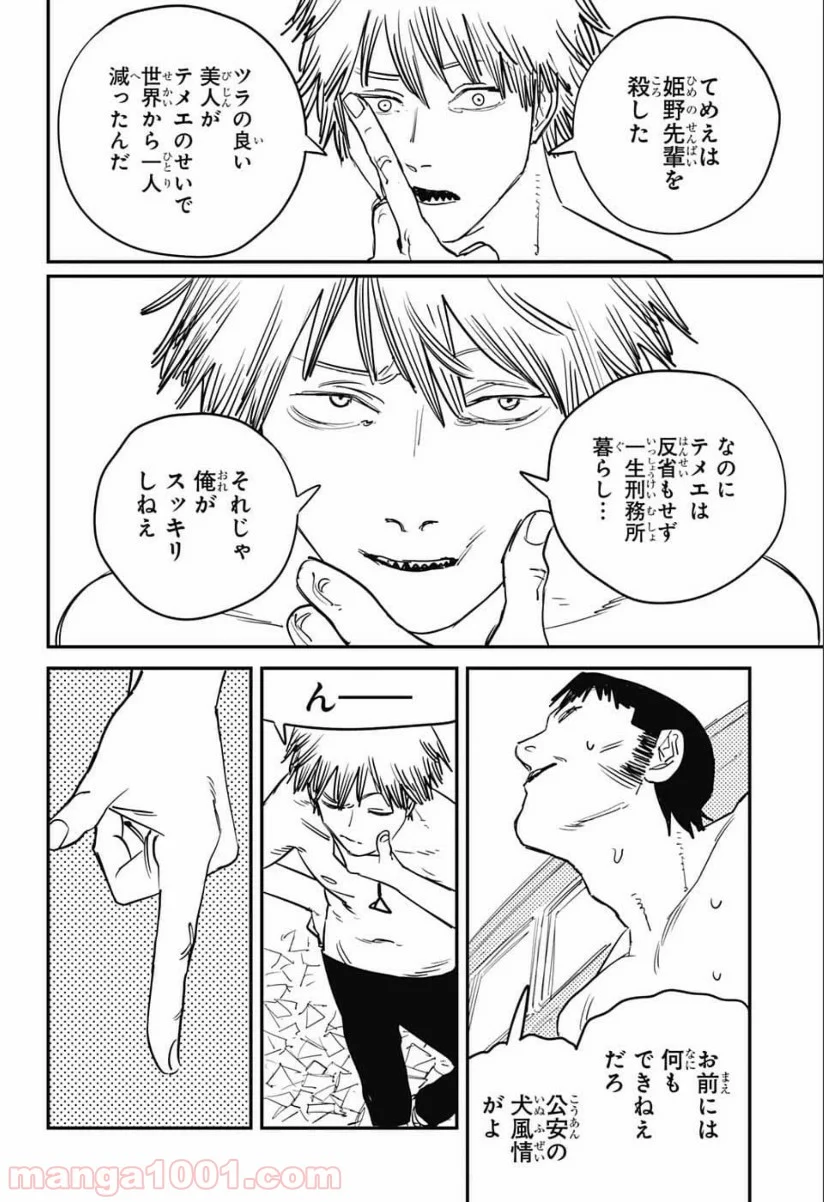 てめえは
姫野先輩を
殺した
ツラの良い
美人が
テメエのせいで
世界から一人
減ったんだ
なのに
テメエは
反省もせず
一生刑務所
暮らし…
それじゃ
俺が
スッキリ
しねえ
お前には
何も
できねえ
だろ
公安の
犬風情
がよ
んーー
manga1001.com